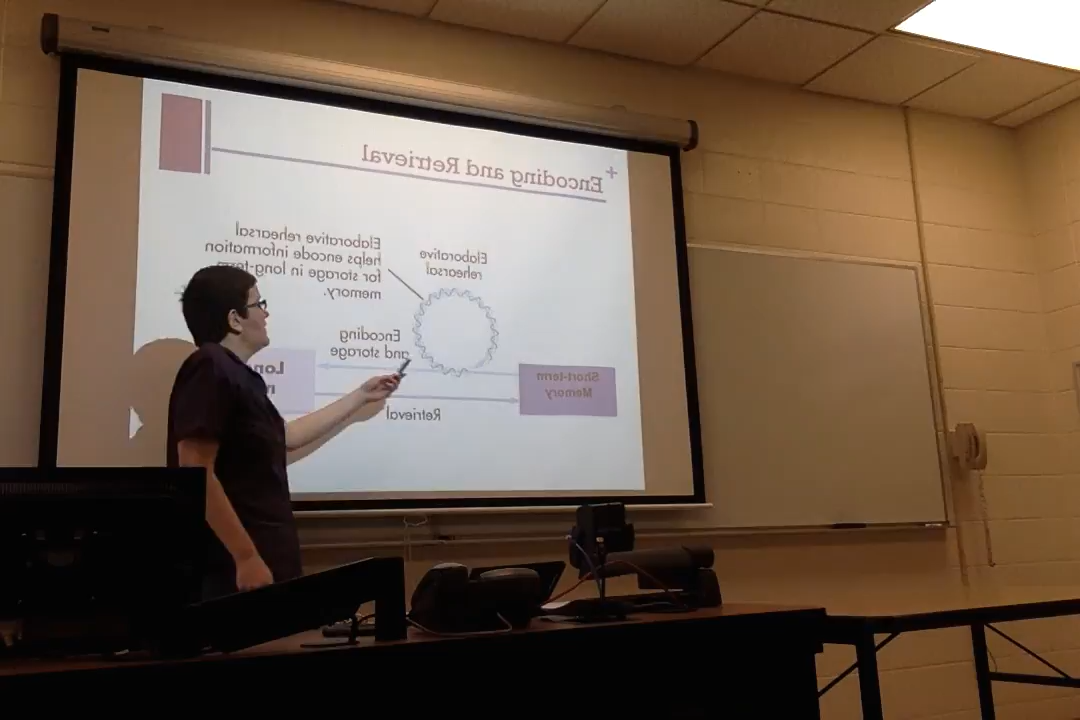 +
Encoding and Retrieval
Elaborative
rehearsal
Elaborative rehearsal
helps encode information
for storage in long-term
memory.
Encoding
and storage
Short-term
Memory
Retrieval